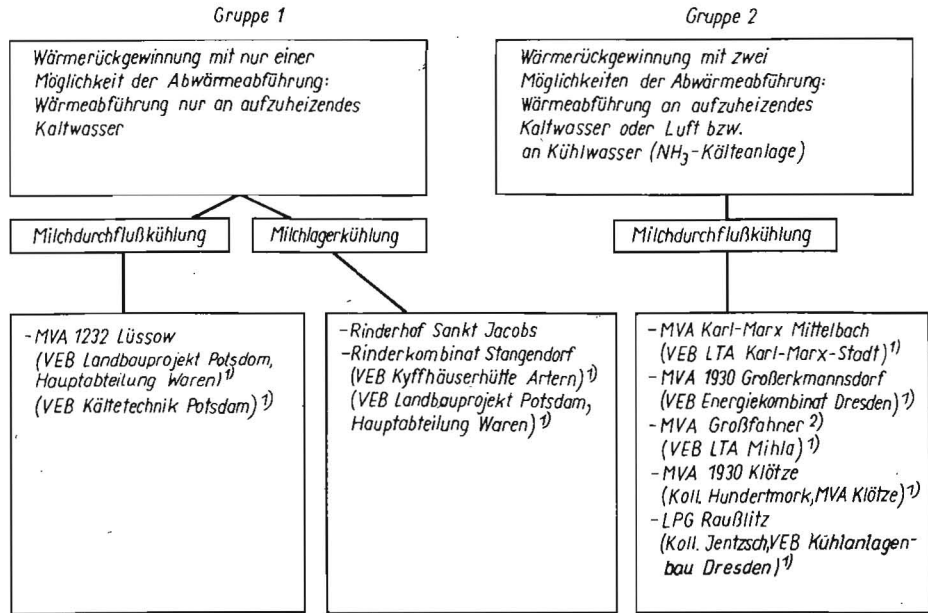 Gruppe 1
Wärmerückgewinnung mit nur einer
Möglichkeit der Abwärmeabführung:
Wärmeabführung nur an aufzuheizendes
Kaltwasser
Milchdurchflußkühlung
Milchlagerkühlung
-MVA 1232 Lüssow
(VEB Landbauprojekt Potsdam,
Hauptabteilung Waren)¹⁾
(VEB Kältetechnik Potsdam)¹⁾
-Rinderhof Sankt Jacobs
-Rinderkombinat Stangendorf
(VEB Kyffhäuserhütte Artern)¹⁾
(VEB Landbauprojekt Potsdam,
Hauptabteilung Waren)¹⁾
Gruppe 2
Wärmerückgewinnung mit zwei
Möglichkeiten der Abwärmeabführung:
Wärmeabführung an aufzuheizendes
Kaltwasser oder Luft bzw.
an Kühlwasser (NH₃-Kälteanlage)
Milchdurchflußkühlung
-MVA Karl-Marx Mittelbach
(VEB LTA Karl-Marx-Stadt)¹⁾
-MVA 1930 Großerkmannsdorf
(VEB Energiekombinat Dresden)¹⁾
-MVA Großfahner ²⁾
(VEB LTA Mihla)¹⁾
-MVA 1930 Klötze
(Koll. Hundertmork, MVA Klötze)¹⁾
-LPG Raußlitz
(Koll. Jentzsch, VEB Kühlanlagen-
bau Dresden)¹⁾